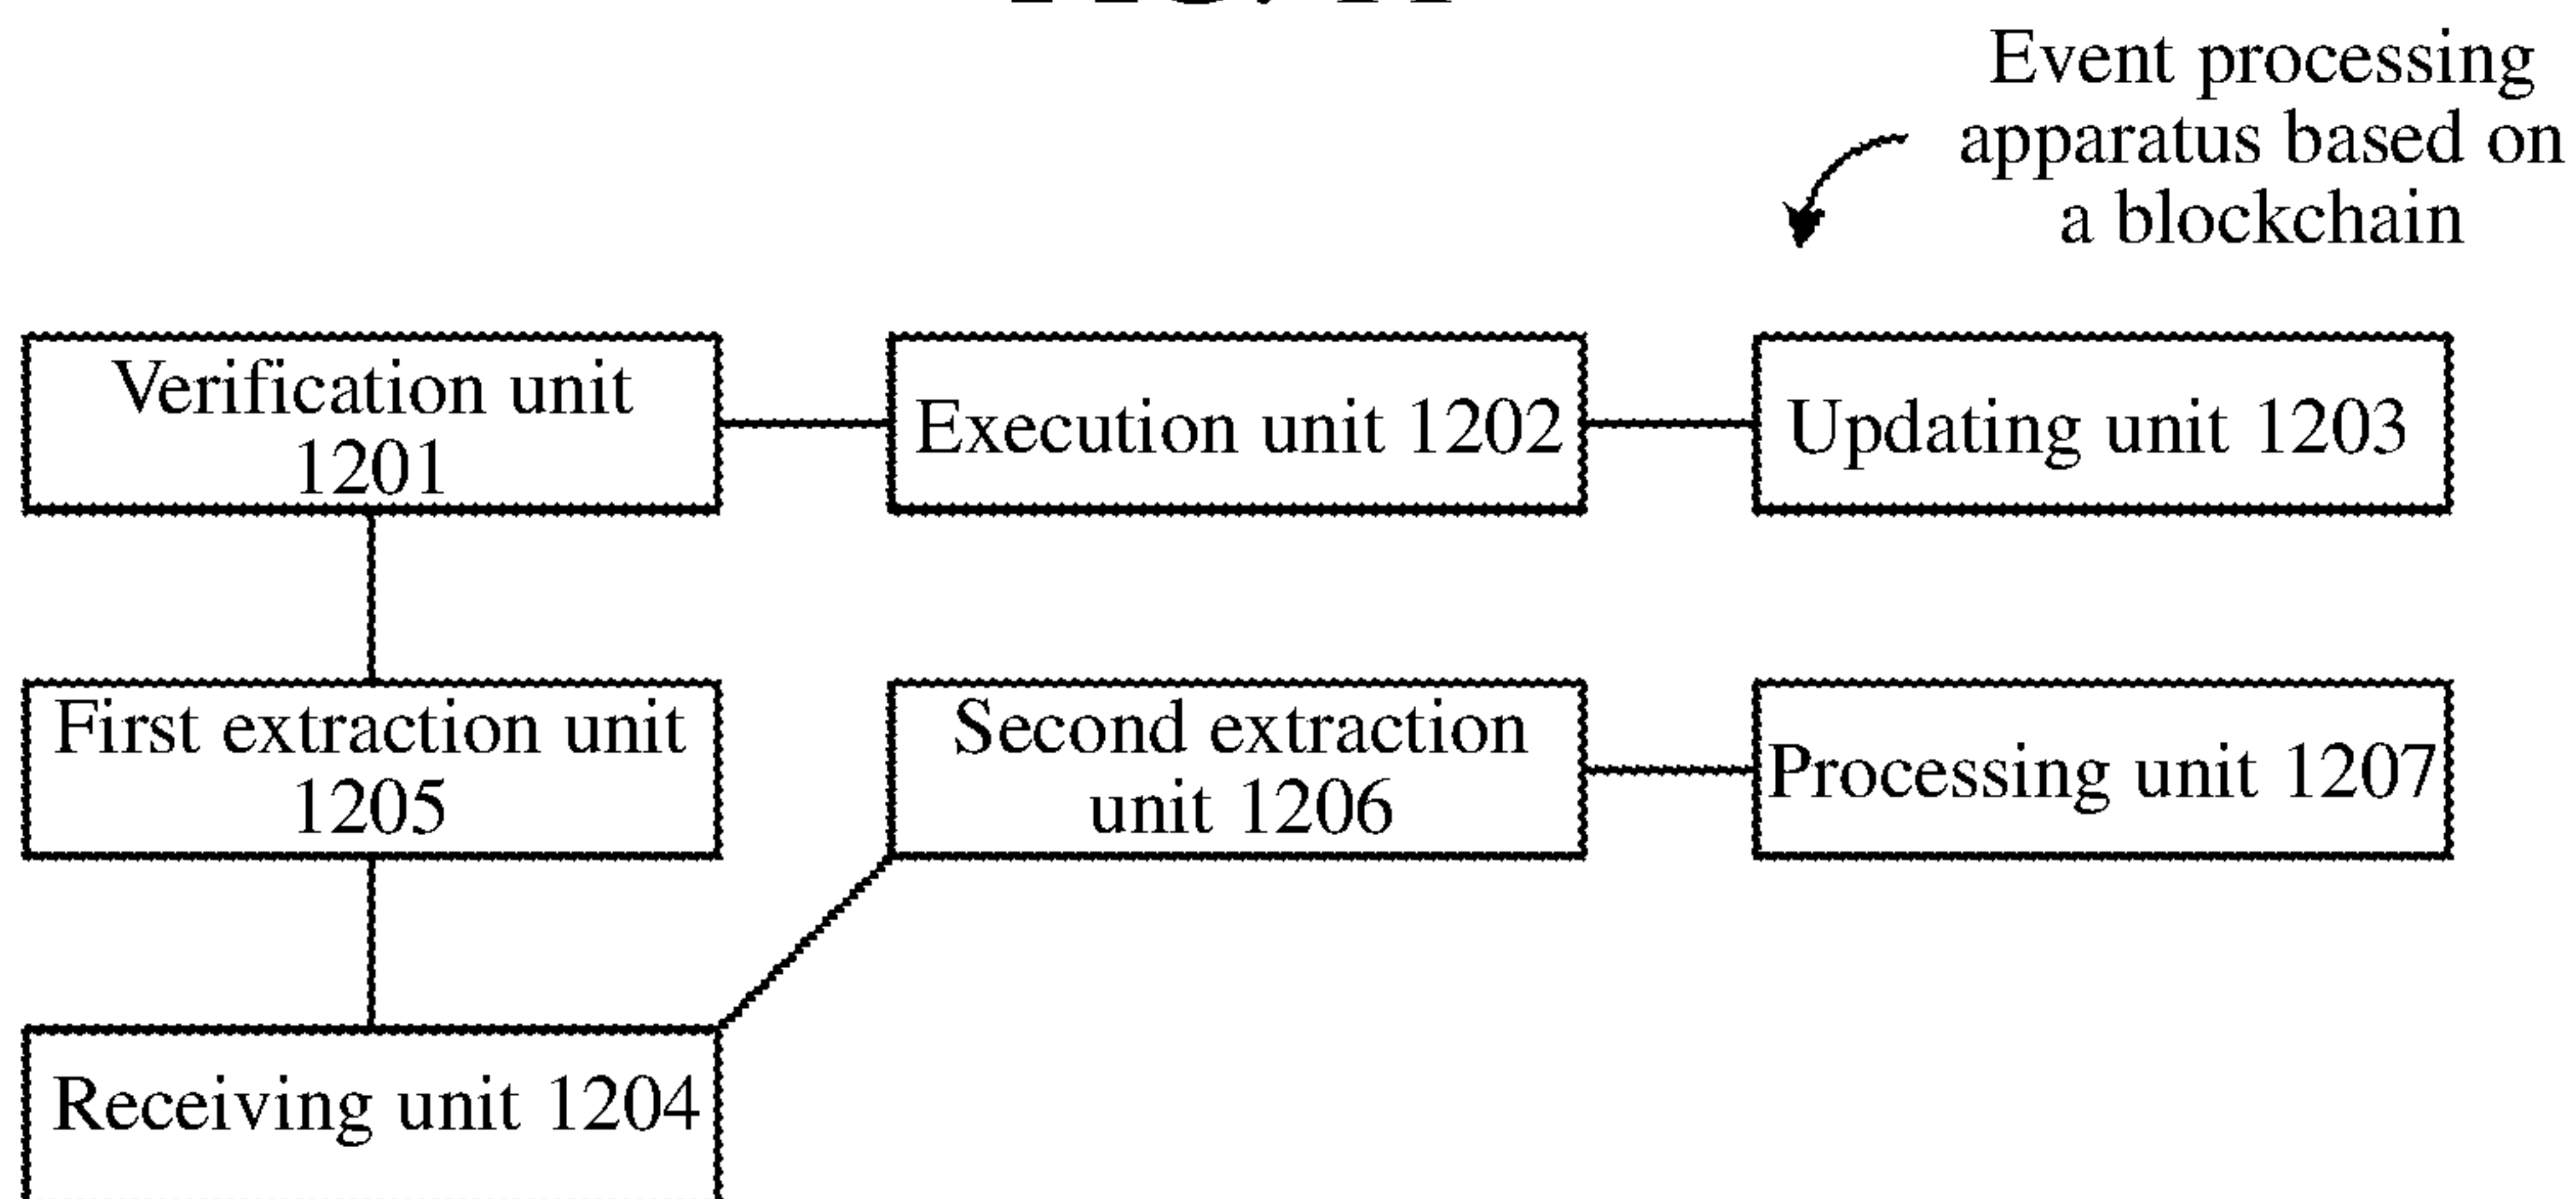 Event processing
apparatus based on
a blockchain
Verification unit
1201
Execution unit 1202
Updating unit 1203
First extraction unit
1205
Second extraction
unit 1206
Processing unit 1207
Receiving unit 1204